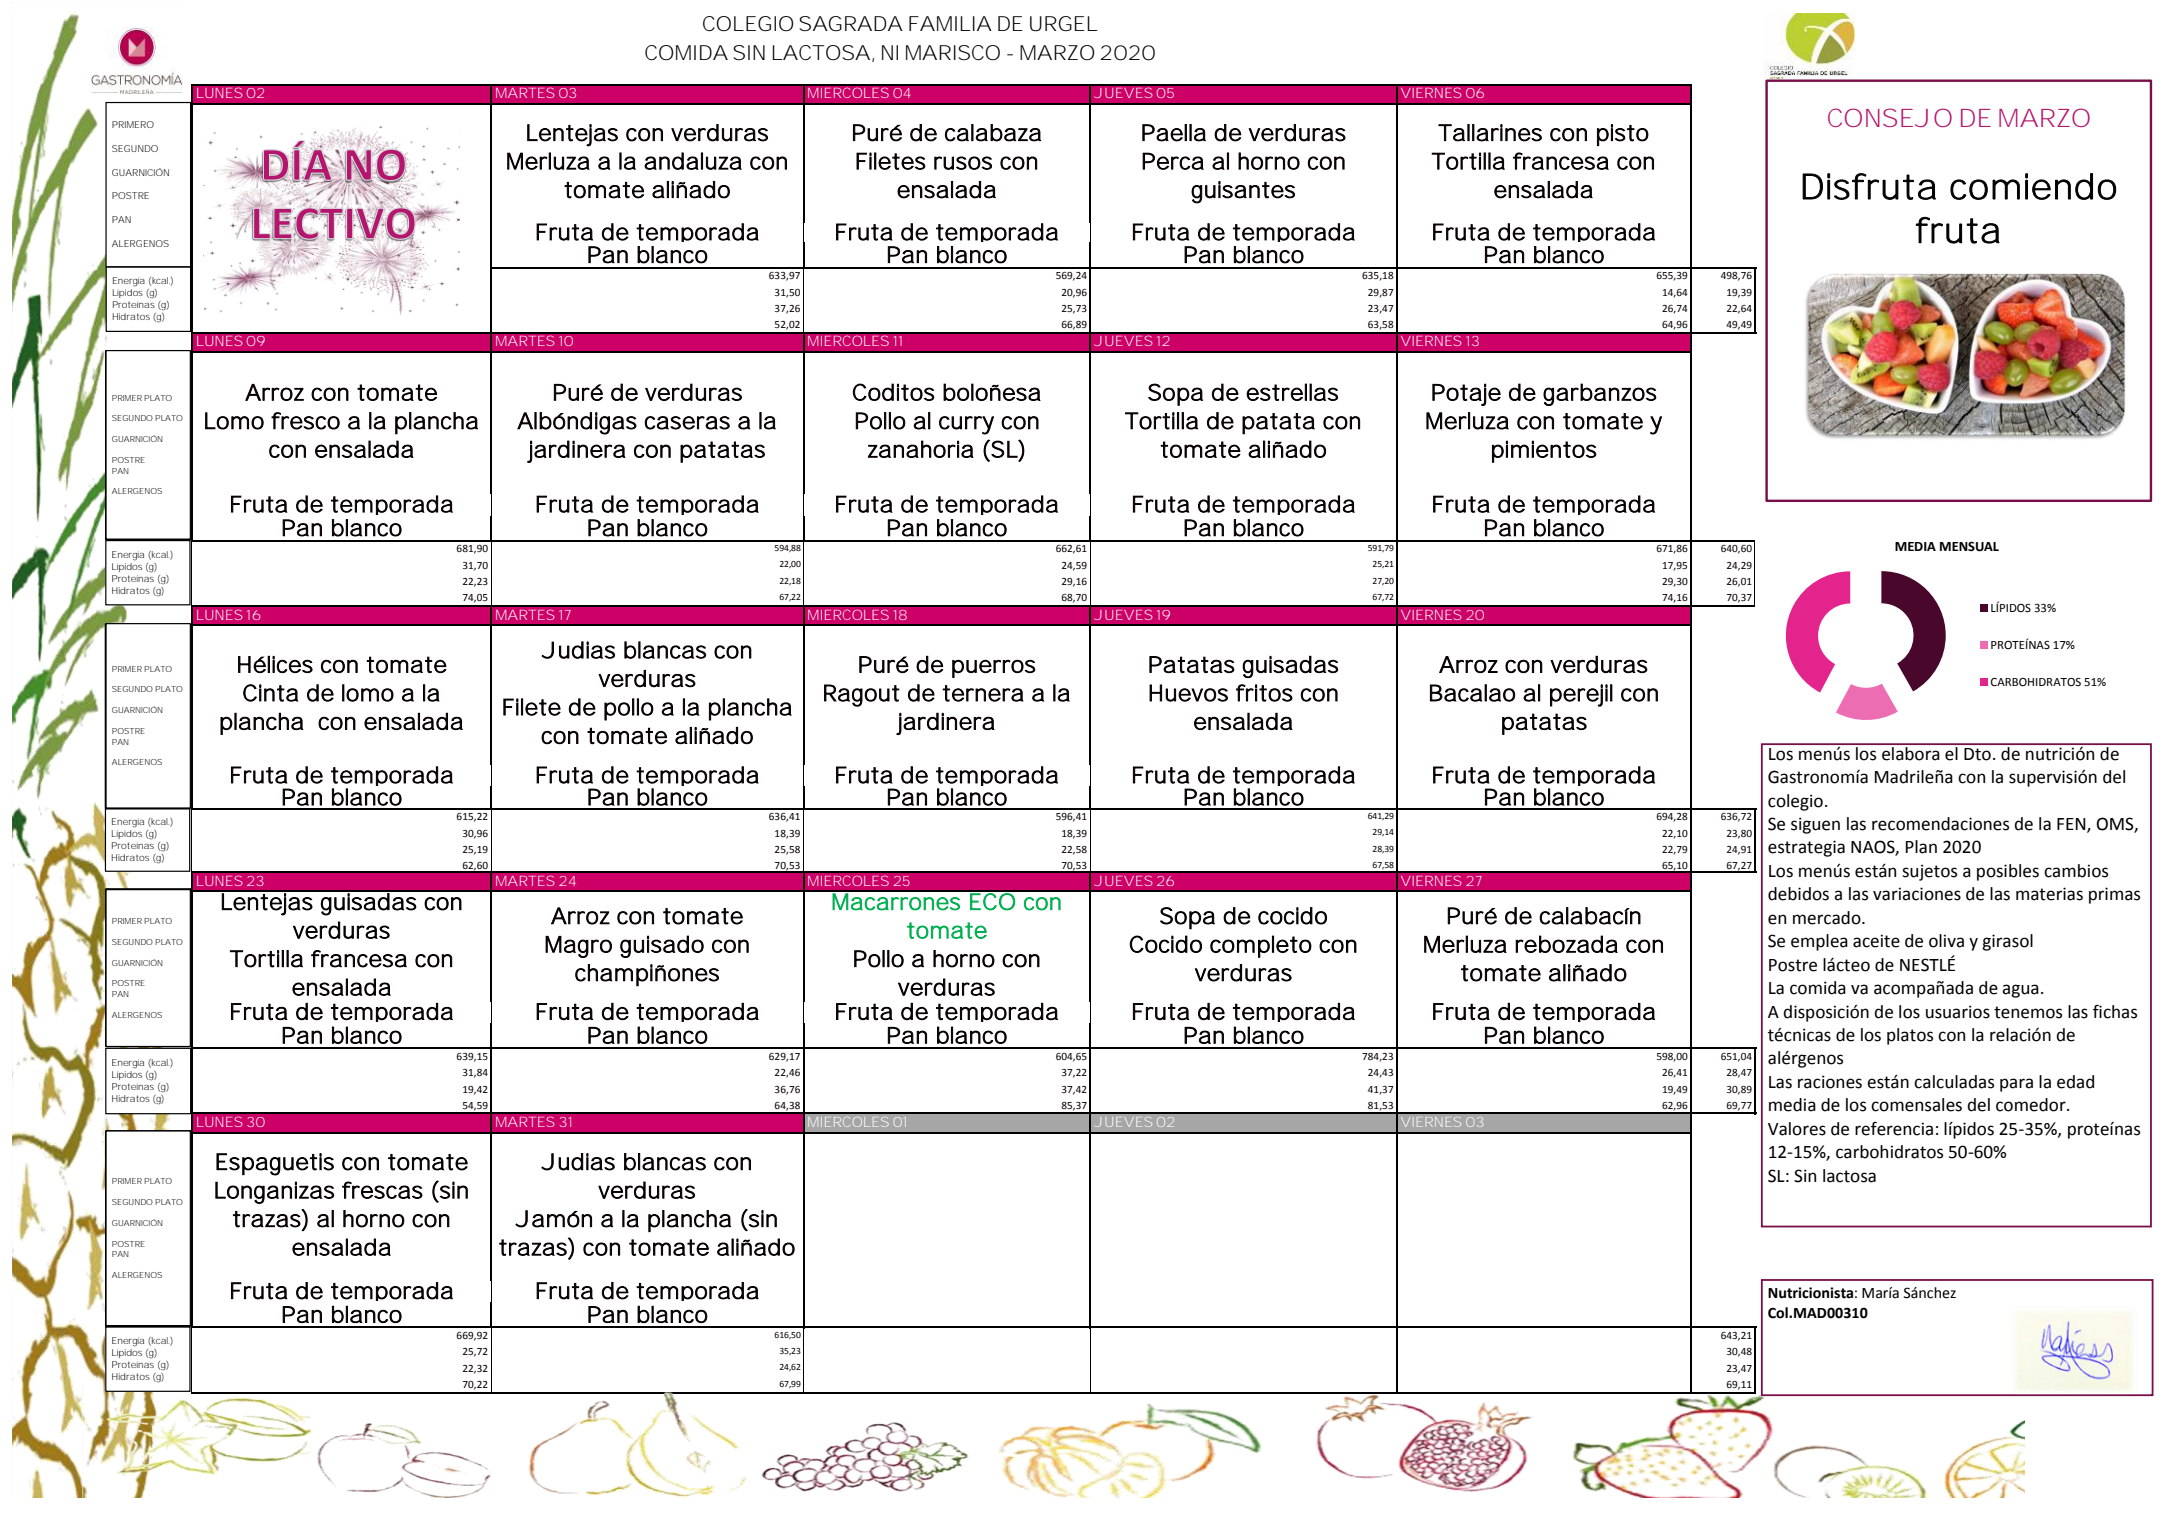 COLEGIO SAGRADA FAMILIA DE URGEL
COMIDA SIN LACTOSA, NI MARISCO - MARZO 2020
GASTRONOMÍA
MADRILEÑA
COLEGIO
SAGRADA FAMILIA DE URGEL
LUNES 02
MARTES 03
MIERCOLES 04
JUEVES 05
VIERNES 06
PRIMERO
SEGUNDO
GUARNICIÓN
POSTRE
PAN
ALERGENOS
DÍA NO
LECTIVO
Lentejas con verduras
Merluza a la andaluza con
tomate aliñado
Fruta de temporada
Pan blanco
Puré de calabaza
Filetes rusos con
ensalada
Fruta de temporada
Pan blanco
Paella de verduras
Perca al horno con
guisantes
Fruta de temporada
Pan blanco
Tallarines con pisto
Tortilla francesa con
ensalada
Fruta de temporada
Pan blanco
Energía (kcal.) 633,97 569,24 635,18 655,39 498,76
Lípidos (g) 31,50 20,96 29,87 14,64 19,39
Proteinas (g) 37,26 25,73 23,47 26,74 22,64
Hidratos (g) 52,02 66,89 63,58 64,96 49,49
LUNES 09
MARTES 10
MIERCOLES 11
JUEVES 12
VIERNES 13
PRIMER PLATO
SEGUNDO PLATO
GUARNICIÓN
POSTRE
PAN
ALERGENOS
Arroz con tomate
Lomo fresco a la plancha
con ensalada
Fruta de temporada
Pan blanco
Puré de verduras
Albóndigas caseras a la
jardinera con patatas
Fruta de temporada
Pan blanco
Coditos boloñesa
Pollo al curry con
zanahoria (SL)
Fruta de temporada
Pan blanco
Sopa de estrellas
Tortilla de patata con
tomate aliñado
Fruta de temporada
Pan blanco
Potaje de garbanzos
Merluza con tomate y
pimientos
Fruta de temporada
Pan blanco
Energía (kcal.) 681,90 594,88 662,61 591,79 671,86 640,60
Lípidos (g) 31,70 22,00 24,59 25,21 17,95 24,29
Proteinas (g) 22,23 22,18 29,16 27,20 29,30 26,01
Hidratos (g) 74,05 67,22 68,70 67,72 74,16 70,37
LUNES 16
MARTES 17
MIERCOLES 18
JUEVES 19
VIERNES 20
PRIMER PLATO
SEGUNDO PLATO
GUARNICIÓN
POSTRE
PAN
ALERGENOS
Hélices con tomate
Cinta de lomo a la
plancha con ensalada
Fruta de temporada
Pan blanco
Judias blancas con
verduras
Filete de pollo a la plancha
con tomate aliñado
Fruta de temporada
Pan blanco
Puré de puerros
Ragout de ternera a la
jardinera
Fruta de temporada
Pan blanco
Patatas guisadas
Huevos fritos con
ensalada
Fruta de temporada
Pan blanco
Arroz con verduras
Bacalao al perejil con
patatas
Fruta de temporada
Pan blanco
Energía (kcal.) 615,22 636,41 596,41 641,29 694,28 636,72
Lípidos (g) 30,96 18,39 18,39 29,14 22,10 23,80
Proteinas (g) 25,19 25,58 22,58 28,39 22,79 24,91
Hidratos (g) 62,60 70,53 70,53 67,58 65,10 67,27
LUNES 23
MARTES 24
MIERCOLES 25
JUEVES 26
VIERNES 27
PRIMER PLATO
SEGUNDO PLATO
GUARNICIÓN
POSTRE
PAN
ALERGENOS
Lentejas guisadas con
verduras
Tortilla francesa con
ensalada
Fruta de temporada
Pan blanco
Arroz con tomate
Magro guisado con
champiñones
Fruta de temporada
Pan blanco
Macarrones ECO con
tomate
Pollo a horno con
verduras
Fruta de temporada
Pan blanco
Sopa de cocido
Cocido completo con
verduras
Fruta de temporada
Pan blanco
Puré de calabacín
Merluza rebozada con
tomate aliñado
Fruta de temporada
Pan blanco
Energía (kcal.) 639,15 629,17 604,65 784,23 598,00 651,04
Lípidos (g) 31,84 22,46 37,22 24,43 26,41 28,47
Proteinas (g) 19,42 36,76 37,42 41,37 19,49 30,89
Hidratos (g) 54,59 64,38 85,37 81,53 62,96 69,77
LUNES 30
MARTES 31
MIERCOLES 01
JUEVES 02
VIERNES 03
PRIMER PLATO
SEGUNDO PLATO
GUARNICIÓN
POSTRE
PAN
ALERGENOS
Espaguetis con tomate
Longanizas frescas (sin
trazas) al horno con
ensalada
Fruta de temporada
Pan blanco
Judias blancas con
verduras
Jamón a la plancha (sin
trazas) con tomate aliñado
Fruta de temporada
Pan blanco
Energía (kcal.) 669,92 616,50 643,21
Lípidos (g) 25,72 35,23 30,48
Proteinas (g) 22,32 24,62 23,47
Hidratos (g) 70,22 67,99 69,11
CONSEJO DE MARZO
Disfruta comiendo
fruta
MEDIA MENSUAL
LÍPIDOS 33%
PROTEÍNAS 17%
CARBOHIDRATOS 51%
Los menús los elabora el Dto. de nutrición de
Gastronomía Madrileña con la supervisión del
colegio.
Se siguen las recomendaciones de la FEN, OMS,
estrategia NAOS, Plan 2020
Los menús están sujetos a posibles cambios
debidos a las variaciones de las materias primas
en mercado.
Se emplea aceite de oliva y girasol
Postre lácteo de NESTLÉ
La comida va acompañada de agua.
A disposición de los usuarios tenemos las fichas
técnicas de los platos con la relación de
alérgenos
Las raciones están calculadas para la edad
media de los comensales del comedor.
Valores de referencia: lípidos 25-35%, proteínas
12-15%, carbohidratos 50-60%
SL: Sin lactosa
Nutricionista: María Sánchez
Col.MAD00310